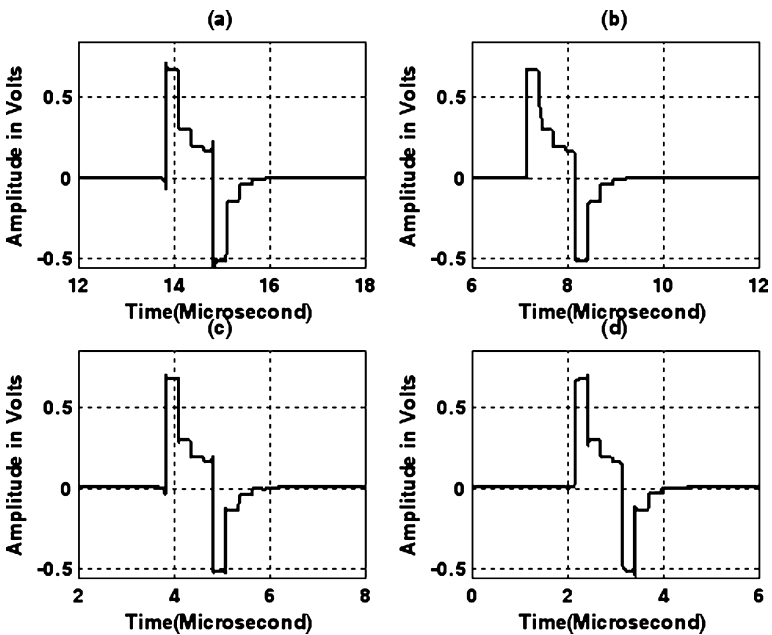 (a)
Amplitude in Volts
0.5
0
-0.5
12 14 16 18
Time(Microsecond)
(b)
Amplitude in Volts
0.5
0
-0.5
6 8 10 12
Time(Microsecond)
(c)
Amplitude in Volts
0.5
0
-0.5
2 4 6 8
Time(Microsecond)
(d)
Amplitude in Volts
0.5
0
-0.5
0 2 4 6
Time(Microsecond)